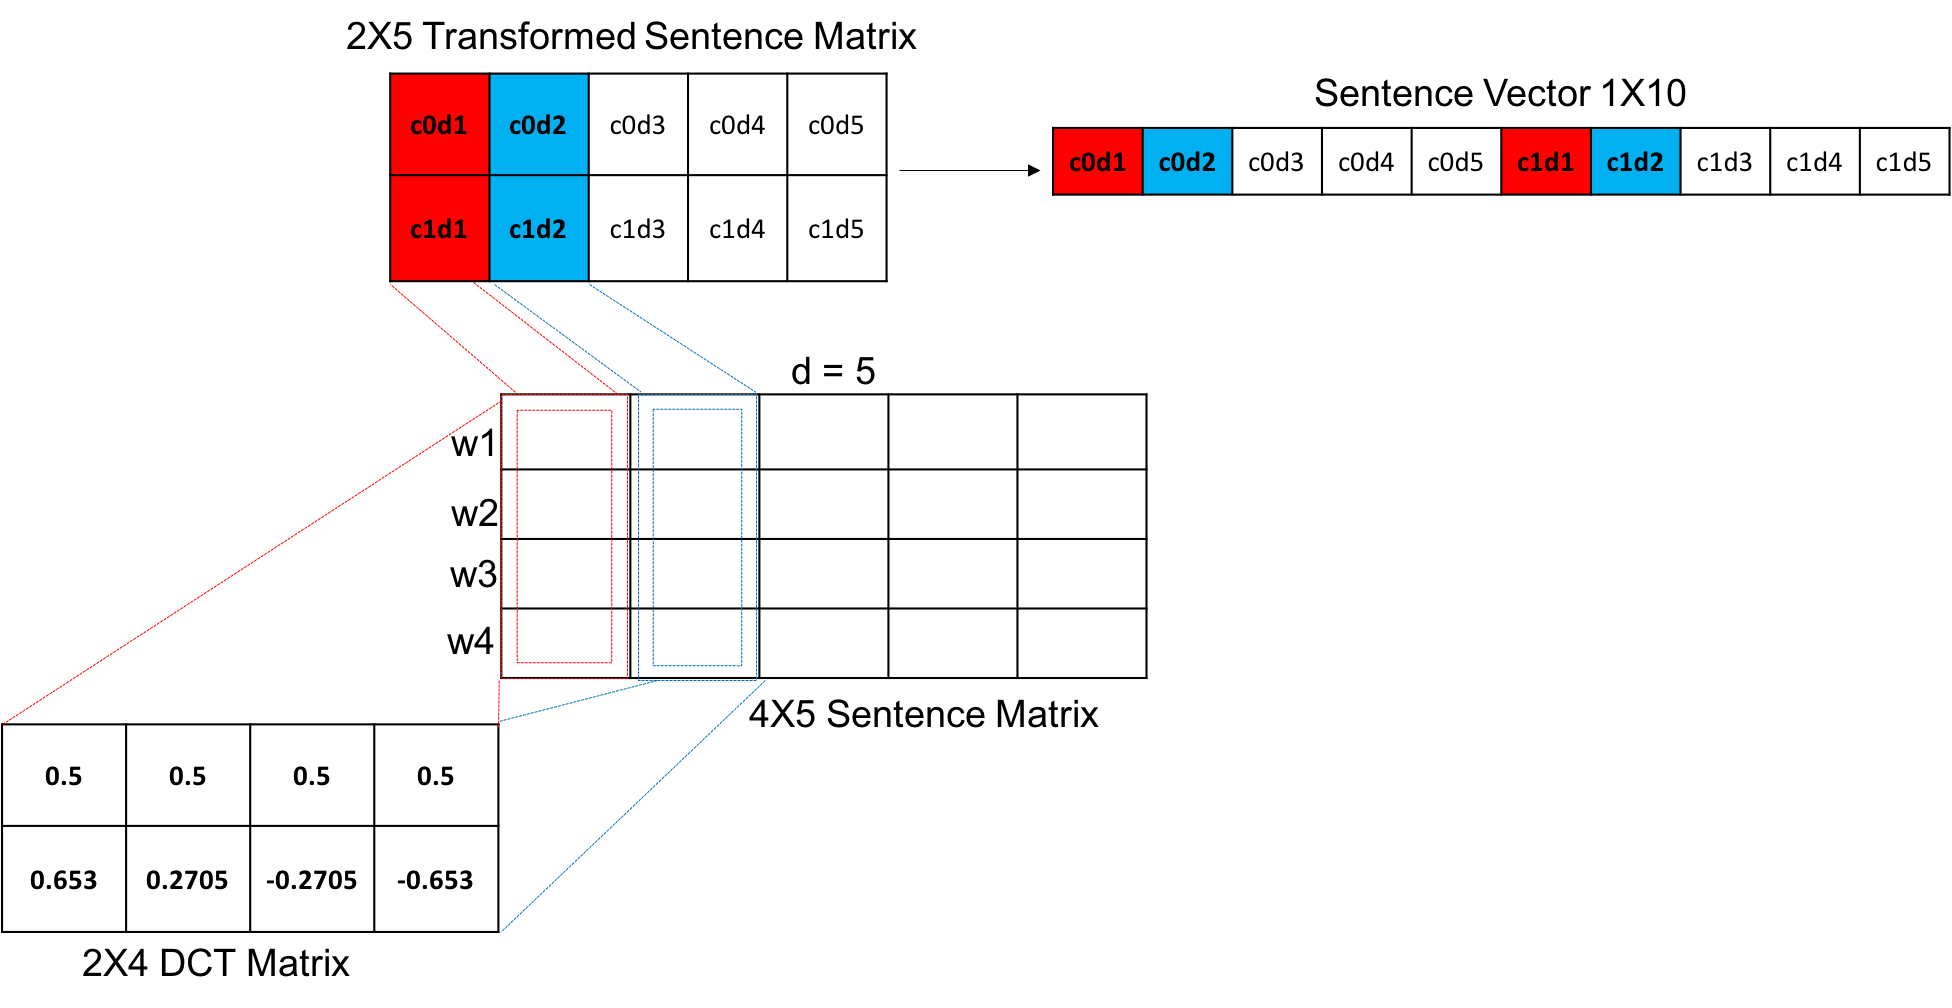 2X5 Transformed Sentence Matrix
c0d1 c0d2 c0d3 c0d4 c0d5
c1d1 c1d2 c1d3 c1d4 c1d5
Sentence Vector 1X10
c0d1 c0d2 c0d3 c0d4 c0d5 c1d1 c1d2 c1d3 c1d4 c1d5
d = 5
w1
w2
w3
w4
4X5 Sentence Matrix
0.5 0.5 0.5 0.5
0.653 0.2705 -0.2705 -0.653
2X4 DCT Matrix